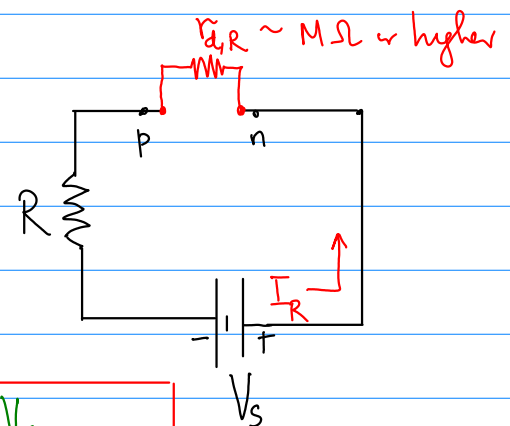 r_d,R ~ MΩ or higher
p n
R
I_R
- +
V_S
V